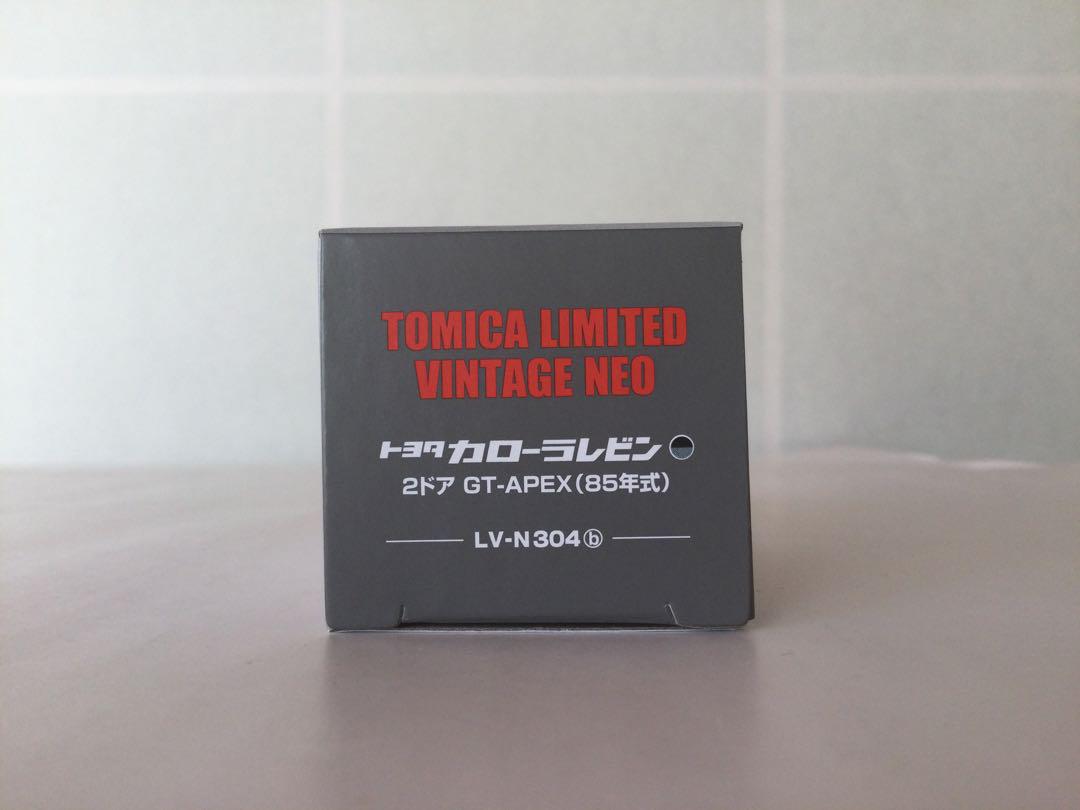 TOMICA LIMITED
VINTAGE NEO
トヨタ カローラレビン
2ドア GT-APEX(85年式)
LV-N304ⓑ